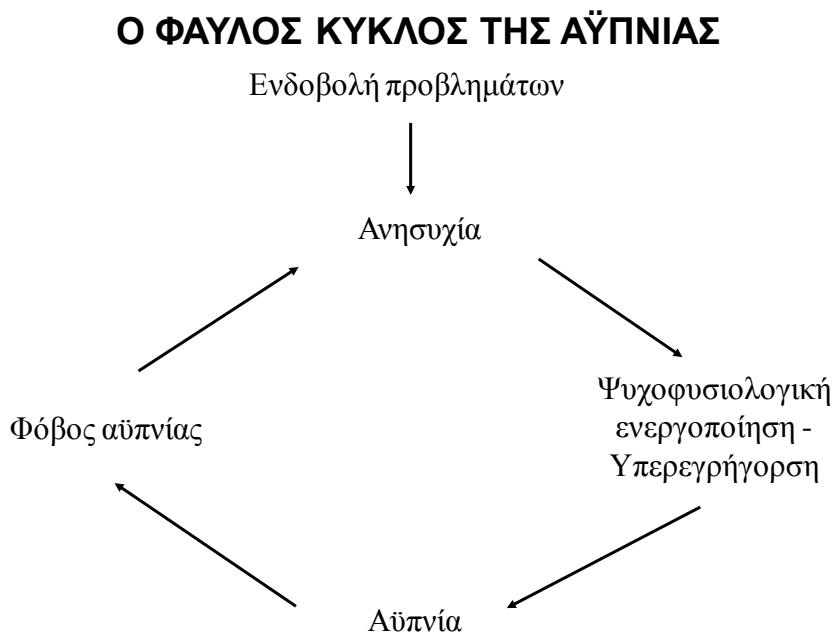 Ο ΦΑΥΛΟΣ ΚΥΚΛΟΣ ΤΗΣ ΑΫΠΝΙΑΣ
Ενδοβολή προβλημάτων
Ανησυχία
Ψυχοφυσιολογική
ενεργοποίηση -
Υπερεγρήγορση
Φόβος αϋπνίας
Αϋπνία